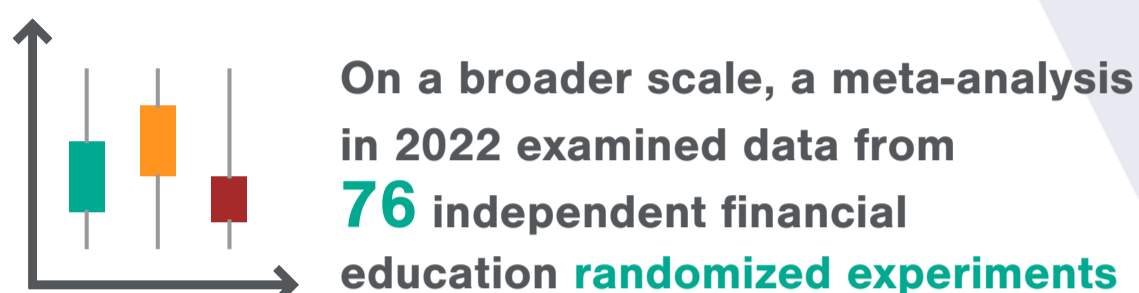 On a broader scale, a meta-analysis
in 2022 examined data from
76 independent financial
education randomized experiments